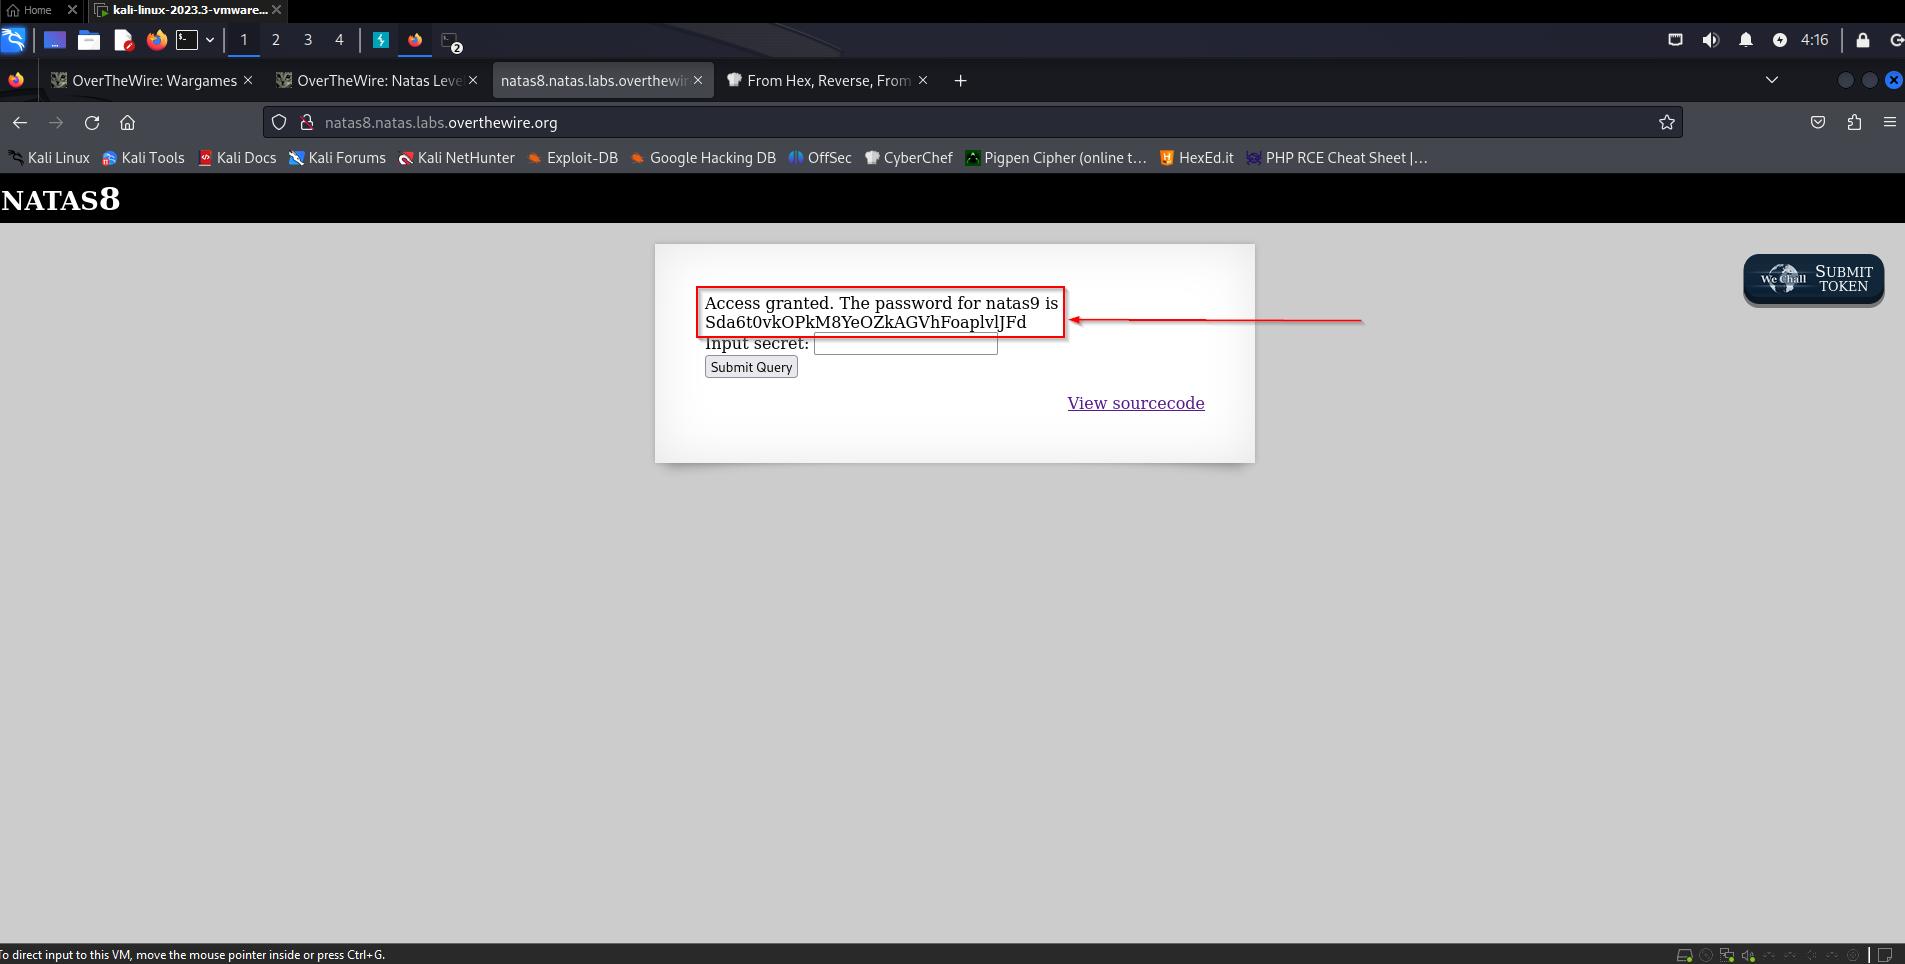 Home
kali-linux-2023.3-vmware...
1 2 3 4
2
4:16
OverTheWire: Wargames
OverTheWire: Natas Leve
natas8.natas.labs.overthewir
From Hex, Reverse, From
natas8.natas.labs.overthewire.org
Kali Linux Kali Tools Kali Docs Kali Forums Kali NetHunter Exploit-DB Google Hacking DB OffSec CyberChef Pigpen Cipher (online t... HexEd.it PHP RCE Cheat Sheet |...
NATAS8
We Chall
SUBMIT
TOKEN
Access granted. The password for natas9 is
Sda6t0vkOPkM8YeOZkAGVhFoaplvlJFd
Input secret:
Submit Query
View sourcecode
To direct input to this VM, move the mouse pointer inside or press Ctrl+G.